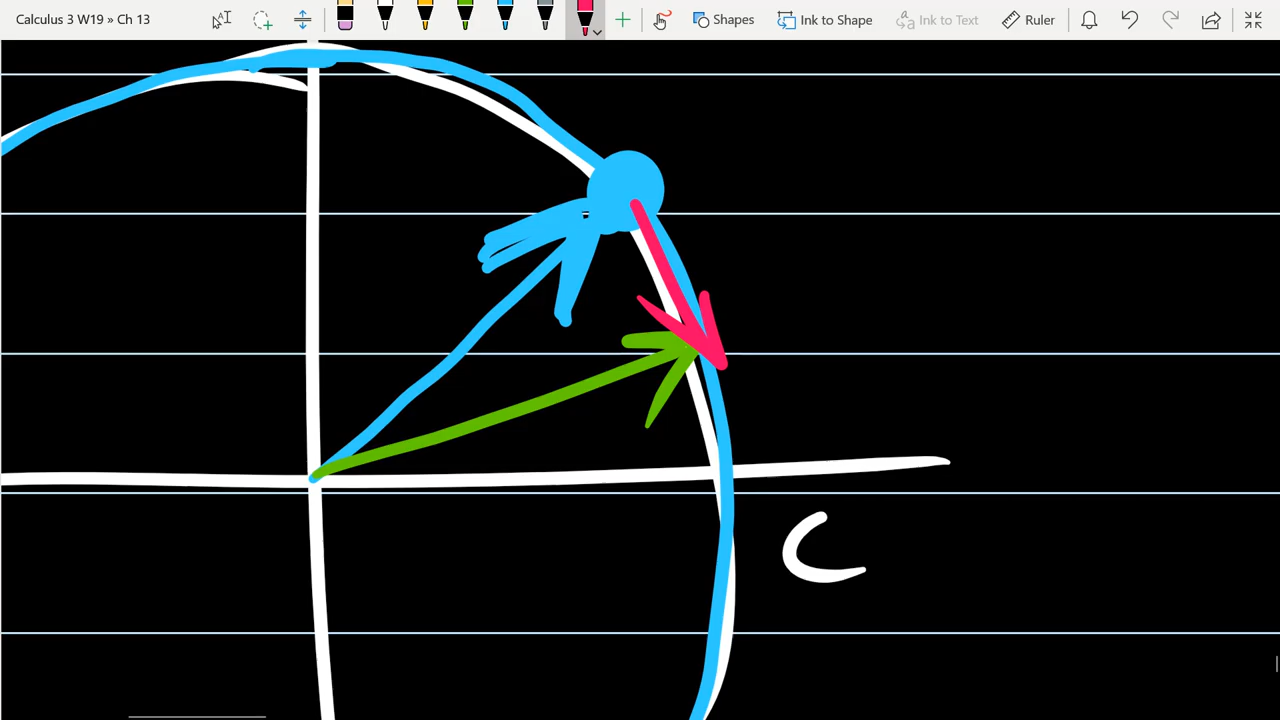 Calculus 3 W19 » Ch 13
Shapes
Ink to Shape
Ink to Text
Ruler
C